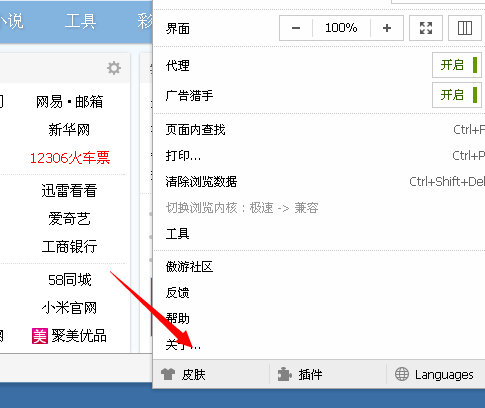 小说 工具 彩
网易·邮箱
新华网
12306火车票
迅雷看看
爱奇艺
工商银行
58同城
小米官网
美 聚美优品
界面 − 100% +
代理 开启
广告猎手 开启
页面内查找 Ctrl+F
打印... Ctrl+P
清除浏览数据 Ctrl+Shift+Del
切换浏览内核：极速 -> 兼容
工具
傲游社区
反馈
帮助
关于...
皮肤 插件 Languages